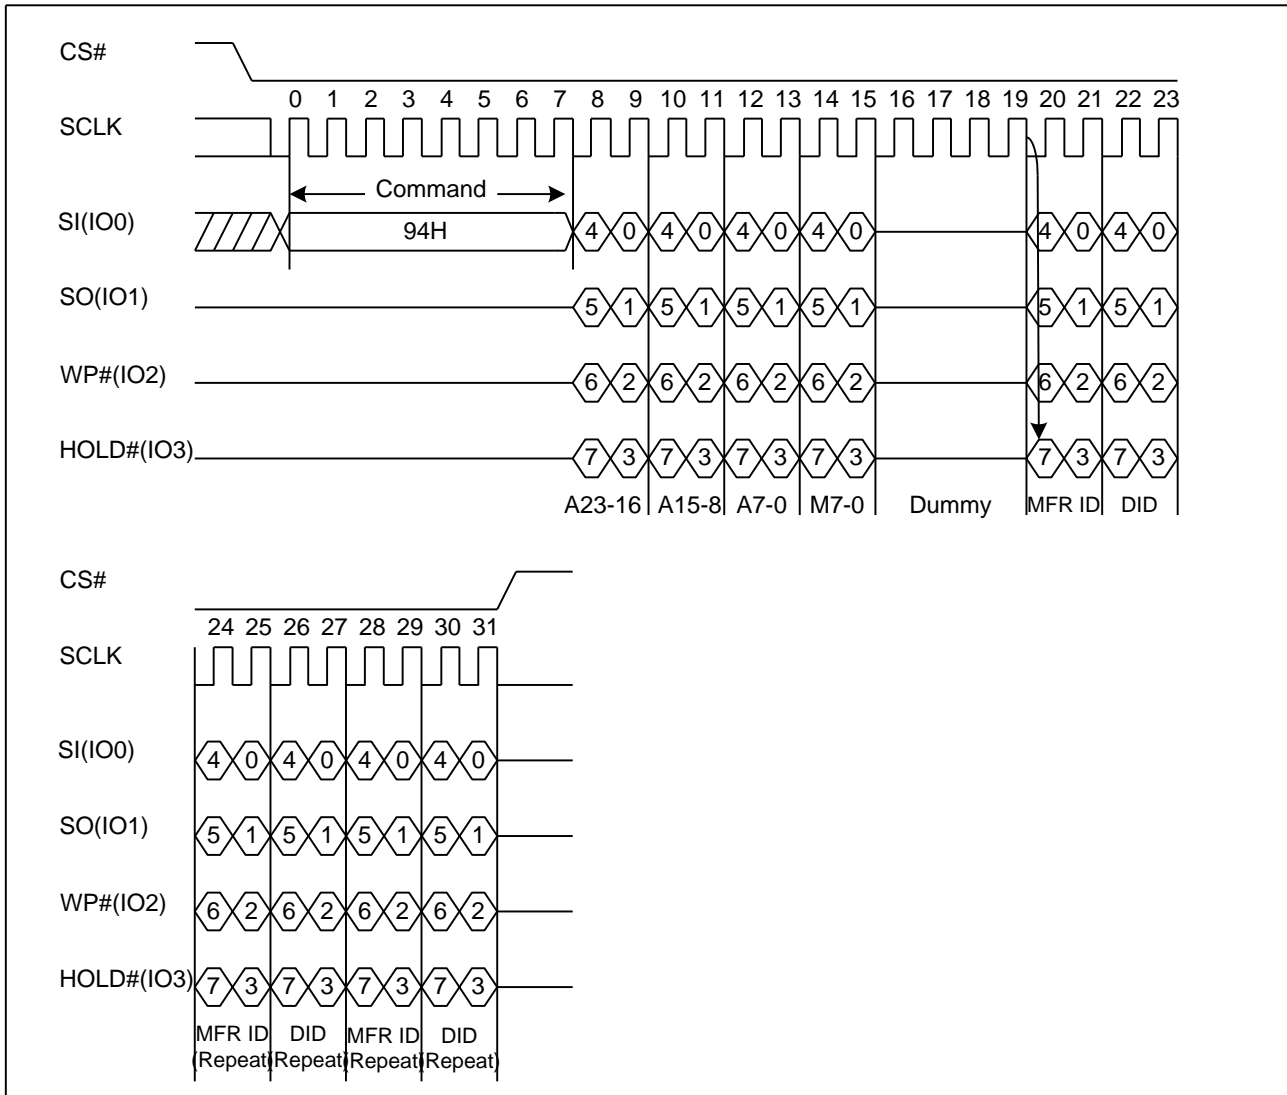 CS#
0 1 2 3 4 5 6 7 8 9 10 11 12 13 14 15 16 17 18 19 20 21 22 23
SCLK
Command
SI(IO0) 94H 4 0 4 0 4 0 4 0 4 0 4 0
SO(IO1) 5 1 5 1 5 1 5 1 5 1 5 1
WP#(IO2) 6 2 6 2 6 2 6 2 6 2 6 2
HOLD#(IO3) 7 3 7 3 7 3 7 3 7 3 7 3
A23-16 A15-8 A7-0 M7-0 Dummy MFR ID DID
CS#
24 25 26 27 28 29 30 31
SCLK
SI(IO0) 4 0 4 0 4 0 4 0
SO(IO1) 5 1 5 1 5 1 5 1
WP#(IO2) 6 2 6 2 6 2 6 2
HOLD#(IO3) 7 3 7 3 7 3 7 3
MFR ID DID MFR ID DID
(Repeat) (Repeat) (Repeat) (Repeat)